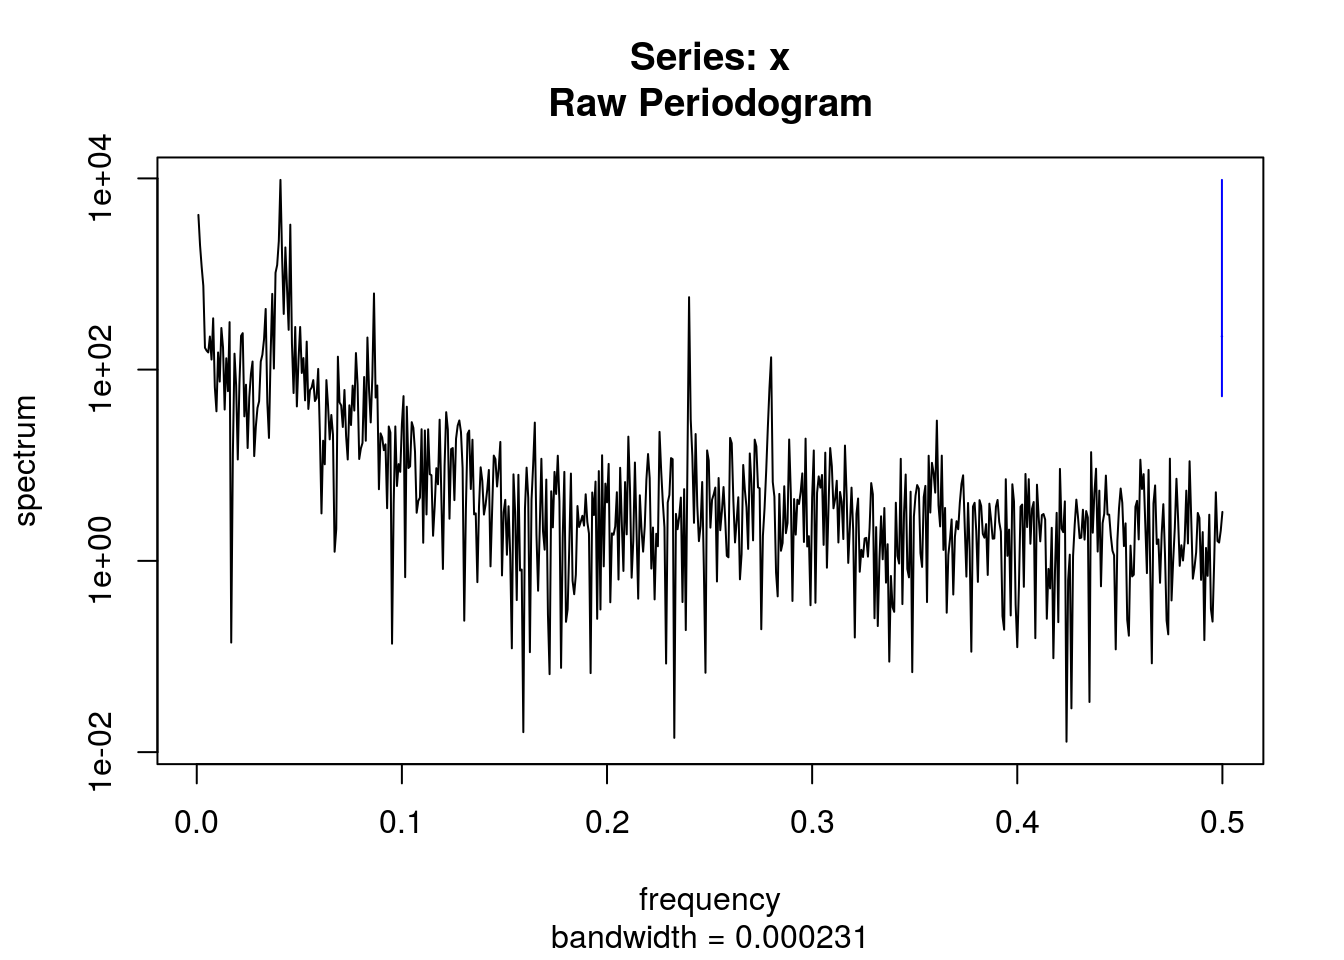 Series: x
Raw Periodogram
spectrum
1e+04
1e+02
1e+00
1e-02
0.0 0.1 0.2 0.3 0.4 0.5
frequency
bandwidth = 0.000231